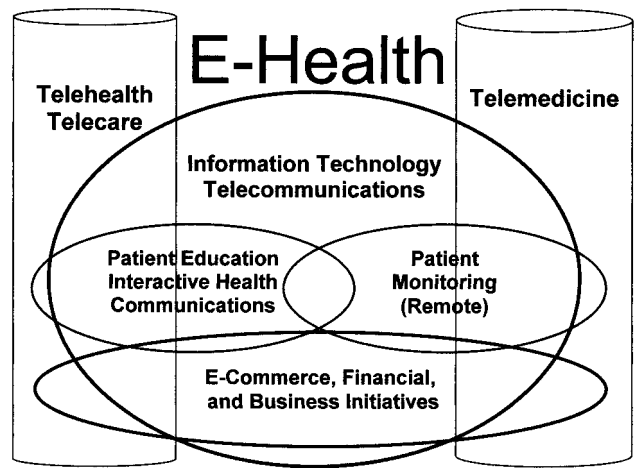 E-Health
Telehealth
Telecare
Telemedicine
Information Technology
Telecommunications
Patient Education
Interactive Health
Communications
Patient
Monitoring
(Remote)
E-Commerce, Financial,
and Business Initiatives